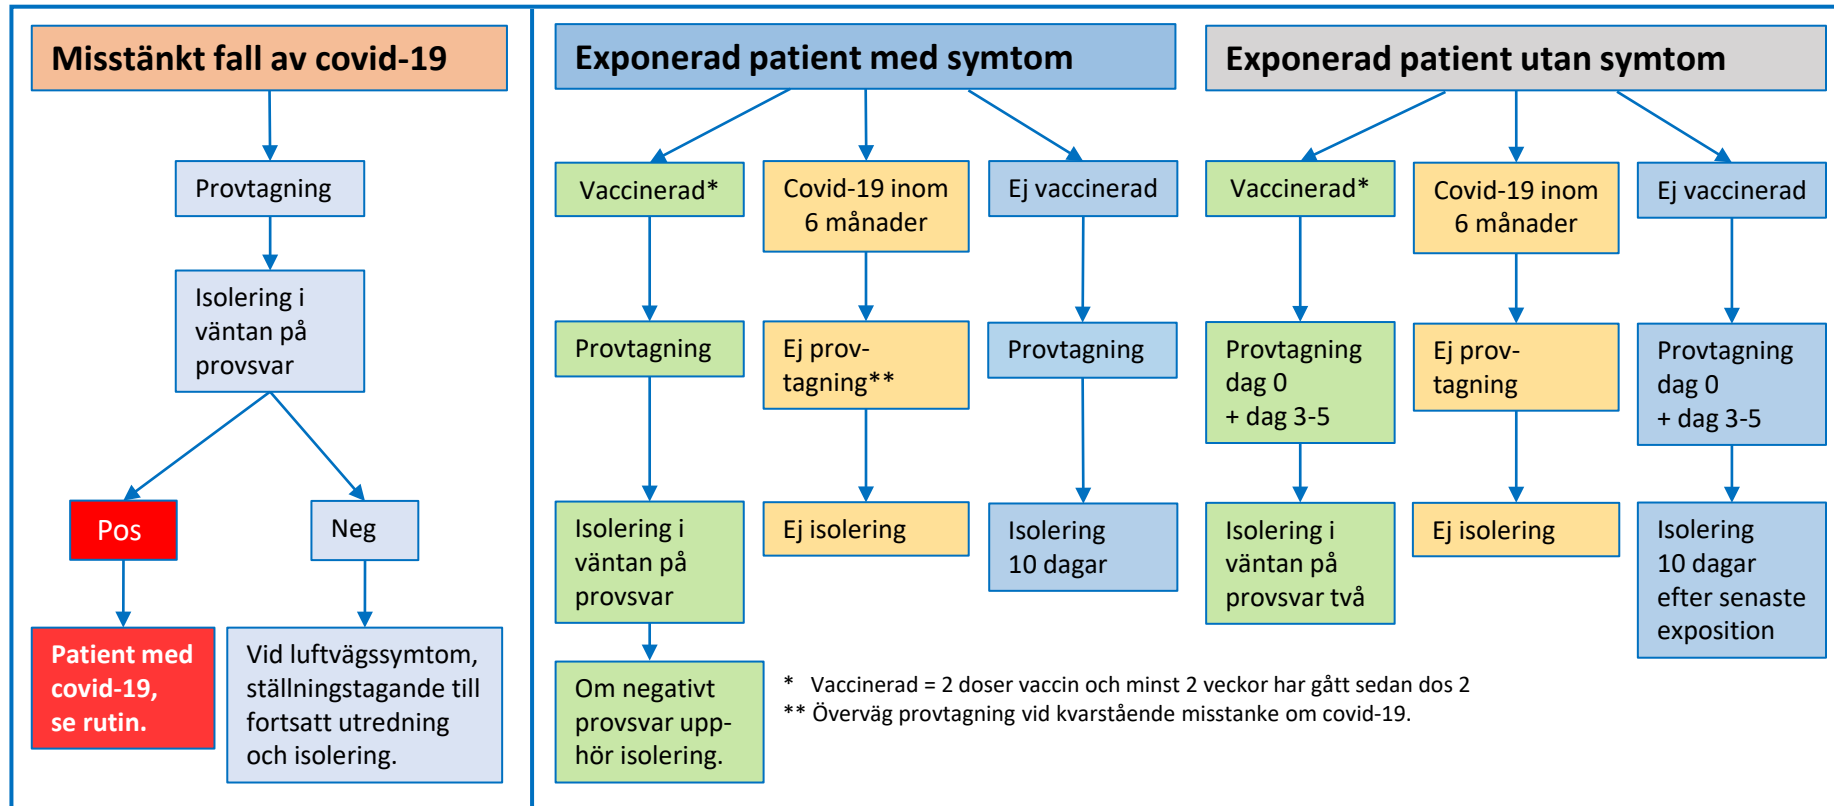 Misstänkt fall av covid-19
Provtagning
Isolering i
väntan på
provsvar
Pos
Neg
Patient med
covid-19,
se rutin.
Vid luftvägssymtom,
ställningstagande till
fortsatt utredning
och isolering.
Exponerad patient med symtom
Vaccinerad*
Provtagning
Isolering i
väntan på
provsvar
Om negativt
provsvar upp-
hör isolering.
Covid-19 inom
6 månader
Ej prov-
tagning**
Ej isolering
Ej vaccinerad
Provtagning
Isolering
10 dagar
Exponerad patient utan symtom
Vaccinerad*
Provtagning
dag 0
+ dag 3-5
Isolering i
väntan på
provsvar två
Covid-19 inom
6 månader
Ej prov-
tagning
Ej isolering
Ej vaccinerad
Provtagning
dag 0
+ dag 3-5
Isolering
10 dagar
efter senaste
exposition
* Vaccinerad = 2 doser vaccin och minst 2 veckor har gått sedan dos 2
** Överväg provtagning vid kvarstående misstanke om covid-19.